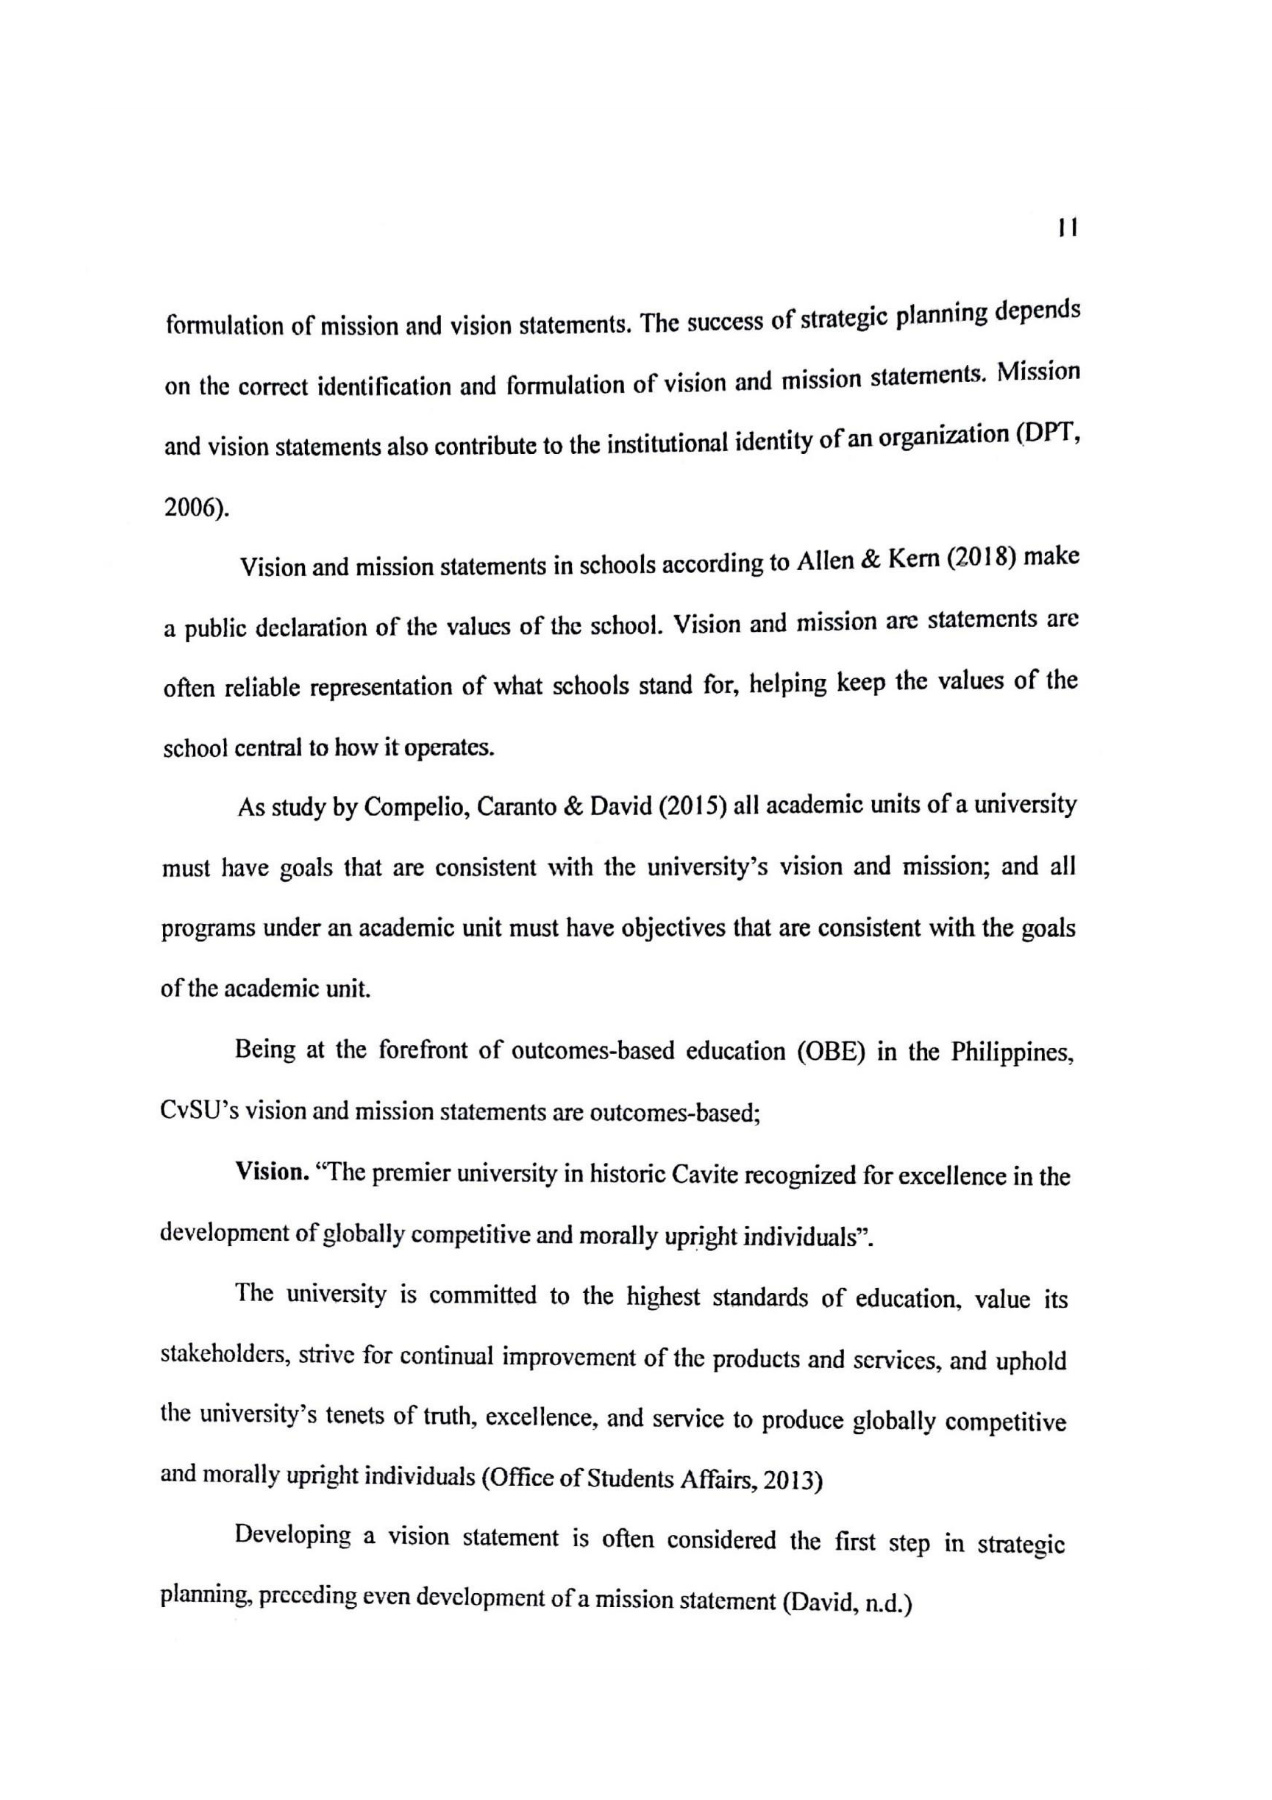 11
formulation of mission and vision statements. The success of strategic planning depends
on the correct identification and formulation of vision and mission statements. Mission
and vision statements also contribute to the institutional identity of an organization (DPT,
2006).
Vision and mission statements in schools according to Allen & Kern (2018) make
a public declaration of the values of the school. Vision and mission are statements are
often reliable representation of what schools stand for, helping keep the values of the
school central to how it operates.
As study by Compelio, Caranto & David (2015) all academic units of a university
must have goals that are consistent with the university’s vision and mission; and all
programs under an academic unit must have objectives that are consistent with the goals
of the academic unit.
Being at the forefront of outcomes-based education (OBE) in the Philippines,
CvSU’s vision and mission statements are outcomes-based;
Vision. “The premier university in historic Cavite recognized for excellence in the
development of globally competitive and morally upright individuals”.
The university is committed to the highest standards of education, value its
stakeholders, strive for continual improvement of the products and services, and uphold
the university’s tenets of truth, excellence, and service to produce globally competitive
and morally upright individuals (Office of Students Affairs, 2013)
Developing a vision statement is often considered the first step in strategic
planning, preceding even development of a mission statement (David, n.d.)